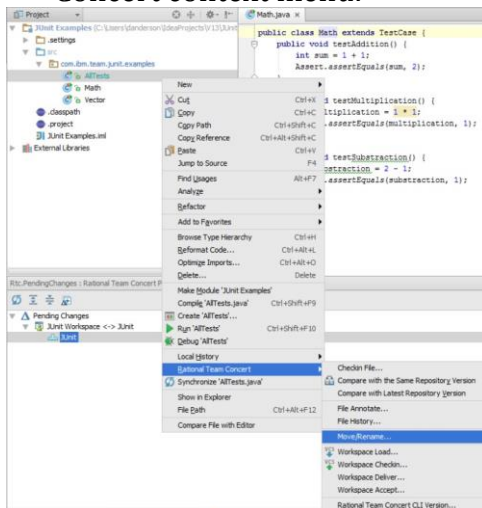 Concert context menu.
Project
Math.java
JUnit Examples (C:\Users\danderson\IdeaProjects\V13\JUnit
.settings
src
com.ibm.team.junit.examples
AllTests
Math
Vector
.classpath
.project
JUnit Examples.iml
External Libraries
public class Math extends TestCase {
public void testAddition() {
int sum = 1 + 1;
Assert.assertEquals(sum, 2);
testMultiplication() {
ltiplication = 1 * 1;
.assertEquals(multiplication, 1);
testSubstraction() {
bstraction = 2 - 1;
.assertEquals(substraction, 1);
New
Cut Ctrl+X
Copy Ctrl+C
Copy Path Ctrl+Shift+C
Copy Reference Ctrl+Alt+Shift+C
Paste Ctrl+V
Jump to Source F4
Find Usages Alt+F7
Analyze
Refactor
Add to Favorites
Browse Type Hierarchy Ctrl+H
Reformat Code... Ctrl+Alt+L
Optimize Imports... Ctrl+Alt+O
Delete... Delete
Make Module 'JUnit Examples'
Compile 'AllTests.java' Ctrl+Shift+F9
Create 'AllTests'...
Run 'AllTests' Ctrl+Shift+F10
Debug 'AllTests'
Local History
Rational Team Concert
Synchronize 'AllTests.java'
Show in Explorer
File Path Ctrl+Alt+F12
Compare File with Editor
Rtc.PendingChanges : Rational Team Concert P
Pending Changes
JUnit Workspace <-> JUnit
JUnit
Checkin File...
Compare with the Same Repository Version
Compare with Latest Repository Version
File Annotate...
File History...
Move/Rename...
Workspace Load...
Workspace Checkin...
Workspace Deliver...
Workspace Accept...
Rational Team Concert CLI Version...